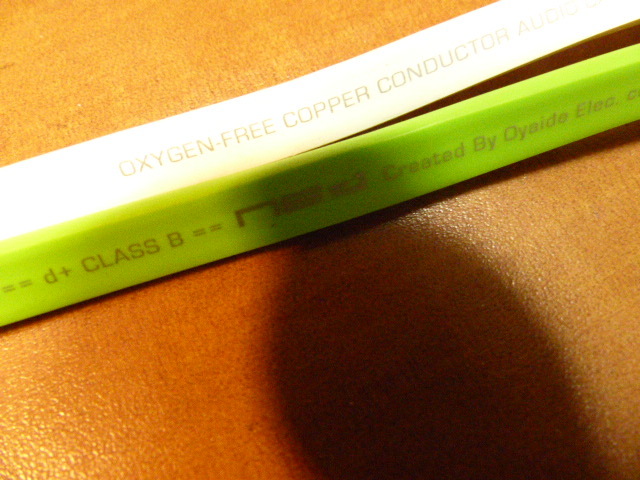 OXYGEN-FREE COPPER CONDUCTOR AUDIO
== d+ CLASS B == Created By Oyaide Elec.